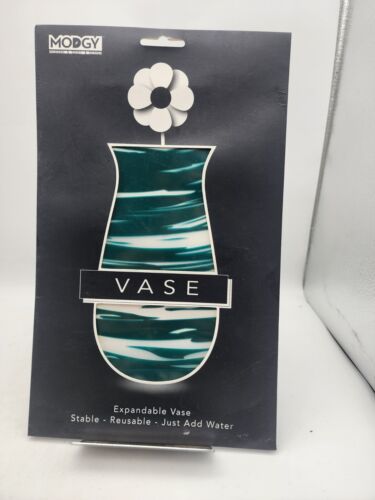 MODGY
VASE
Expandable Vase
Stable - Reusable - Just Add Water